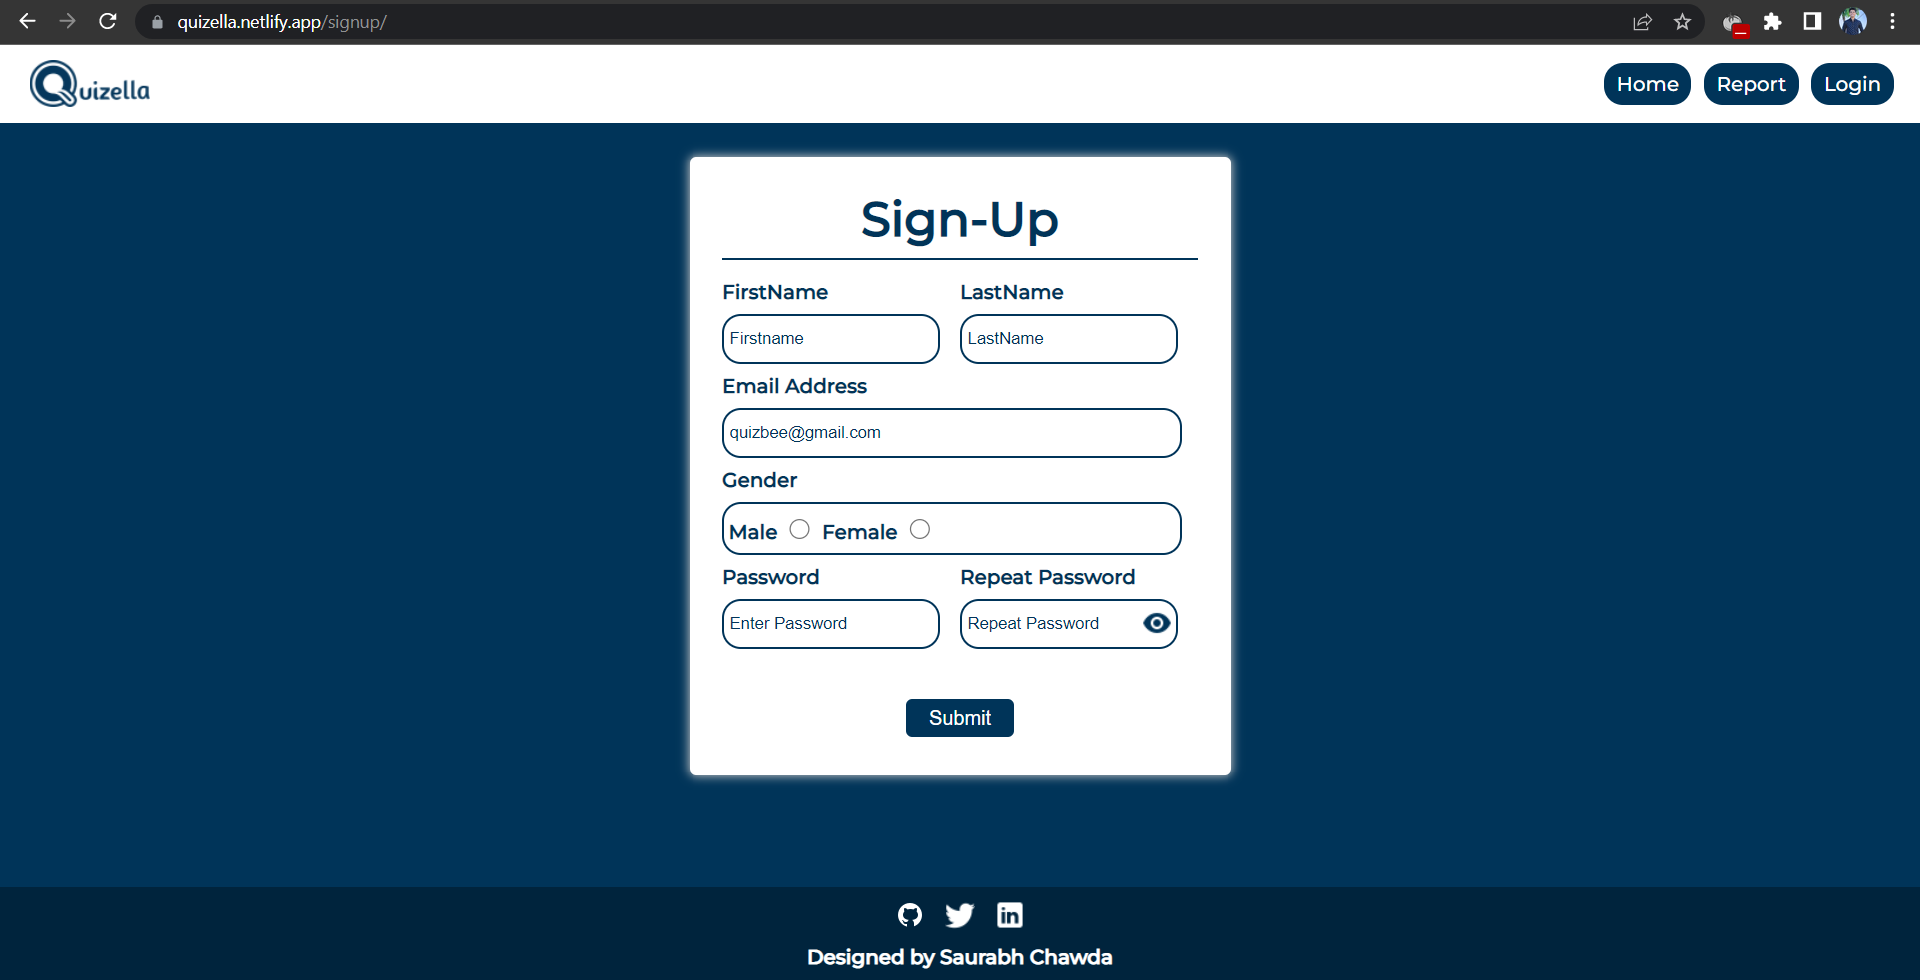 quizella.netlify.app/signup/
Quizella
Home Report Login
Sign-Up
FirstName LastName
Firstname LastName
Email Address
quizbee@gmail.com
Gender
Male Female
Password Repeat Password
Enter Password Repeat Password
Submit
in
Designed by Saurabh Chawda